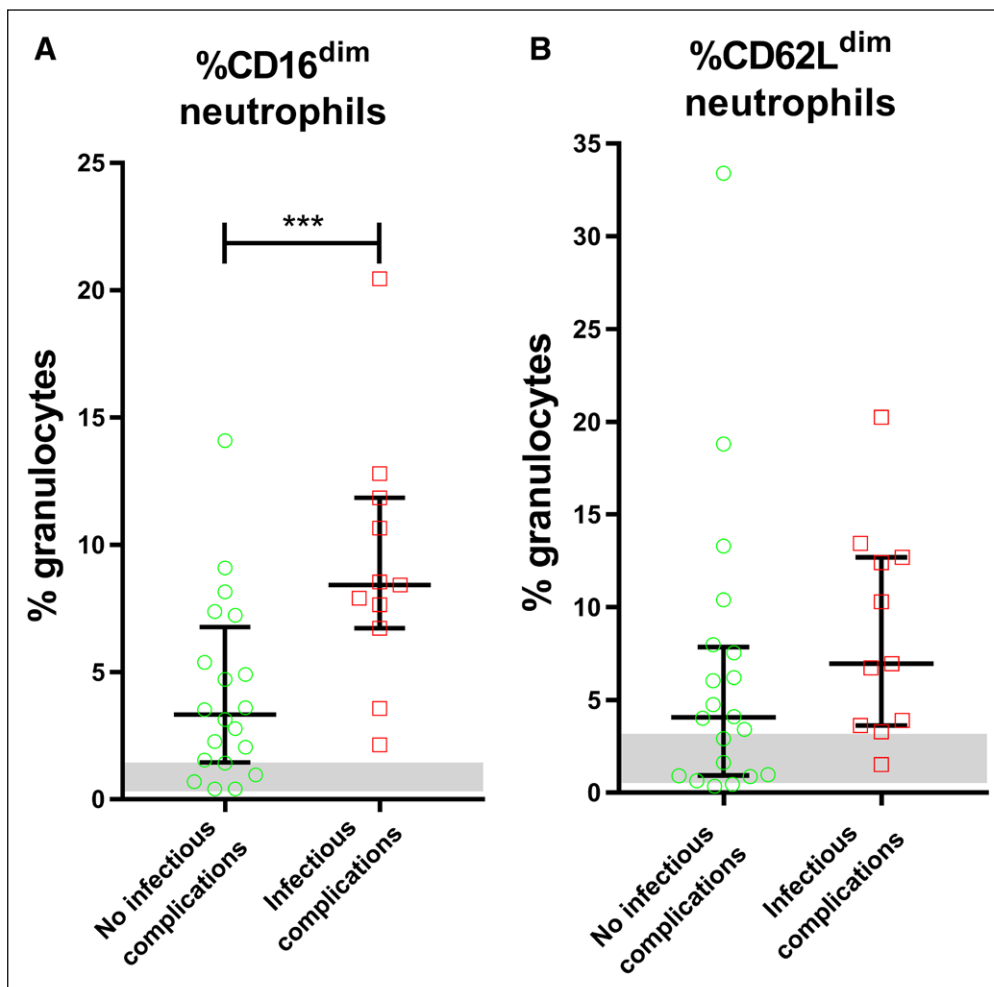 A
%CD16dim
neutrophils
% granulocytes
25
20
15
10
5
0
***
No infectious
complications
Infectious
complications
B
%CD62Ldim
neutrophils
% granulocytes
35
30
25
20
15
10
5
0
No infectious
complications
Infectious
complications